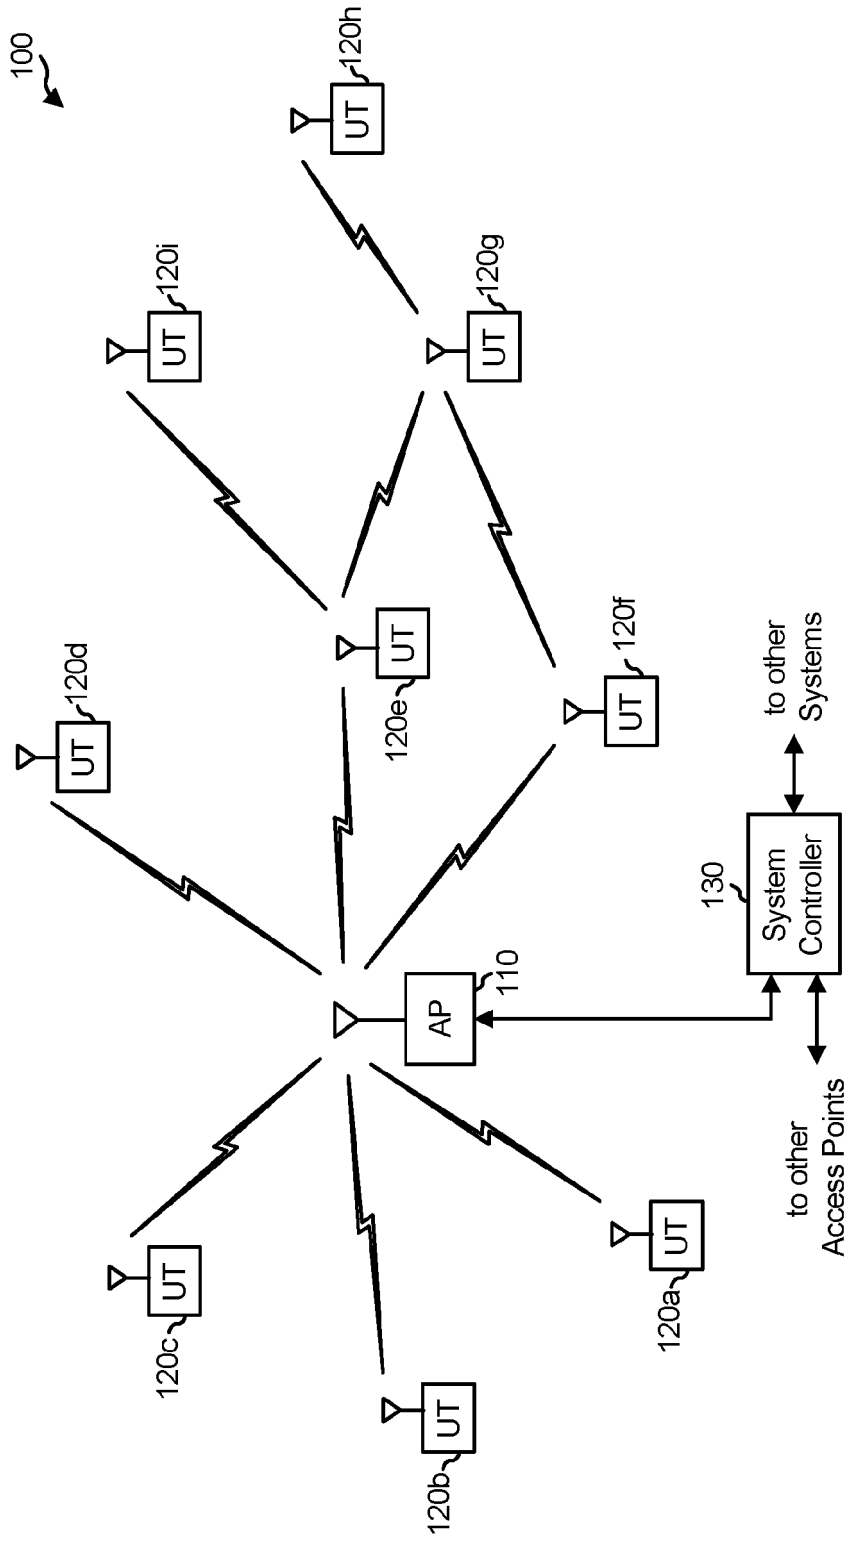 100
UT
120h
UT
120i
UT
120g
UT
120d
UT
120e
UT
120f
AP
110
UT
120c
UT
120b
UT
120a
130
System
Controller
to other
Systems
to other
Access Points